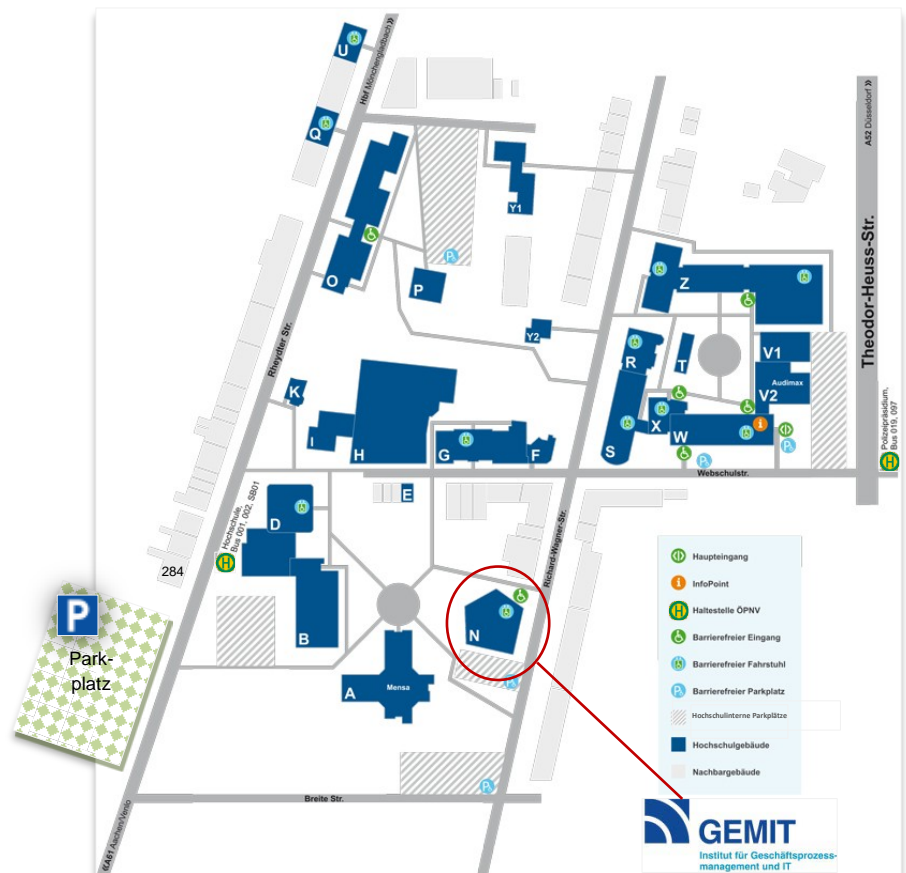 U
Hbf Mönchengladbach »
Q
A52 Düsseldorf »
Y1
O
P
Z
Theodor-Heuss-Str.
Rheydter Str.
Y2
R
T
V1
Audimax
V2
K
I
H
G
F
S
X
W
Polizeipräsidium,
Bus 019, 097
H
Webschulstr.
E
D
Hochschule,
Bus 001, 002, SB01
H
284
Richard-Wagner-Str.
P
Park-
platz
B
N
A
Mensa
Breite Str.
«A61 Aachen/Venlo
Haupteingang
InfoPoint
Haltestelle ÖPNV
Barrierefreier Eingang
Barrierefreier Fahrstuhl
Barrierefreier Parkplatz
Hochschulinterne Parkplätze
Hochschulgebäude
Nachbargebäude
GEMIT
Institut für Geschäftsprozess-
management und IT